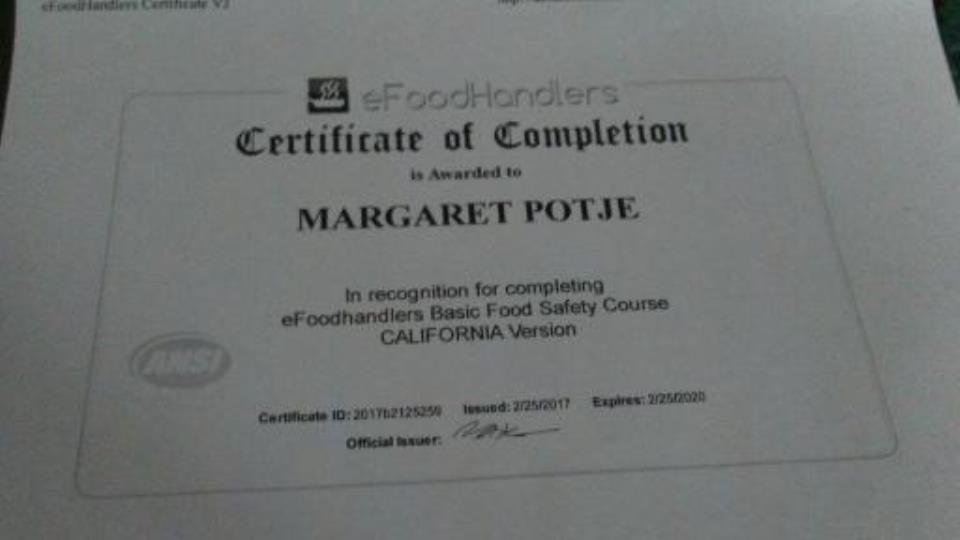 eFoodHandlers Certificate V2
eFoodHandlers
Certificate of Completion
is Awarded to
MARGARET POTJE
In recognition for completing
eFoodhandlers Basic Food Safety Course
CALIFORNIA Version
ANSI
Certificate ID: 2017b2125259 Issued: 2/25/2017 Expires: 2/25/2020
Official Issuer: